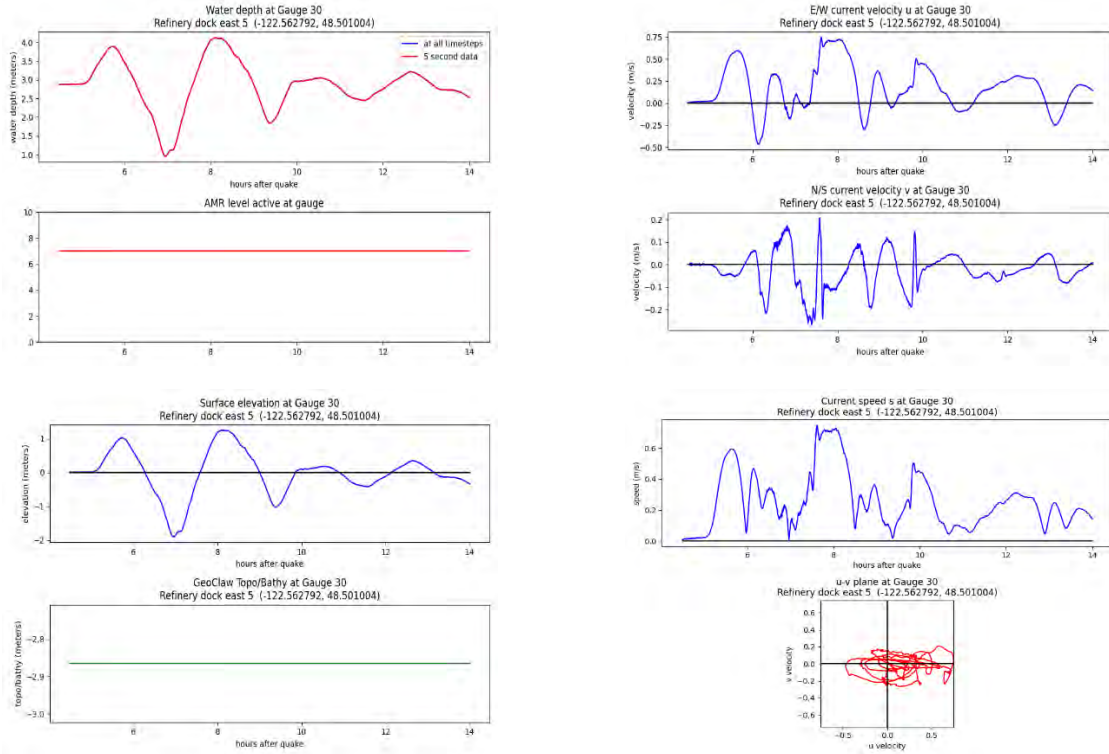 Water depth at Gauge 30
Refinery dock east 5 (-122.562792, 48.501004)
at all timesteps
5 second data
water depth (meters)
4.0
3.5
3.0
2.5
2.0
1.5
1.0
6 8 10 12 14
hours after quake
AMR level active at gauge
10
8
6
4
2
6 8 10 12 14
hours after quake
Surface elevation at Gauge 30
Refinery dock east 5 (-122.562792, 48.501004)
elevation (meters)
1
0
−1
−2
6 8 10 12 14
hours after quake
GeoClaw Topo/Bathy at Gauge 30
Refinery dock east 5 (-122.562792, 48.501004)
topo/bathy (meters)
−2.8
−2.9
−3.0
6 8 10 12 14
hours after quake
E/W current velocity u at Gauge 30
Refinery dock east 5 (-122.562792, 48.501004)
velocity (m/s)
0.75
0.50
0.25
0.00
−0.25
−0.50
6 8 10 12 14
hours after quake
N/S current velocity v at Gauge 30
Refinery dock east 5 (-122.562792, 48.501004)
velocity (m/s)
0.2
0.1
0.0
−0.1
−0.2
6 8 10 12 14
hours after quake
Current speed s at Gauge 30
Refinery dock east 5 (-122.562792, 48.501004)
speed (m/s)
0.6
0.4
0.2
0.0
6 8 10 12 14
hours after quake
u-v plane at Gauge 30
Refinery dock east 5 (-122.562792, 48.501004)
v velocity
0.6
0.4
0.2
0.0
−0.2
−0.4
−0.6
−0.5 0.0 0.5
u velocity